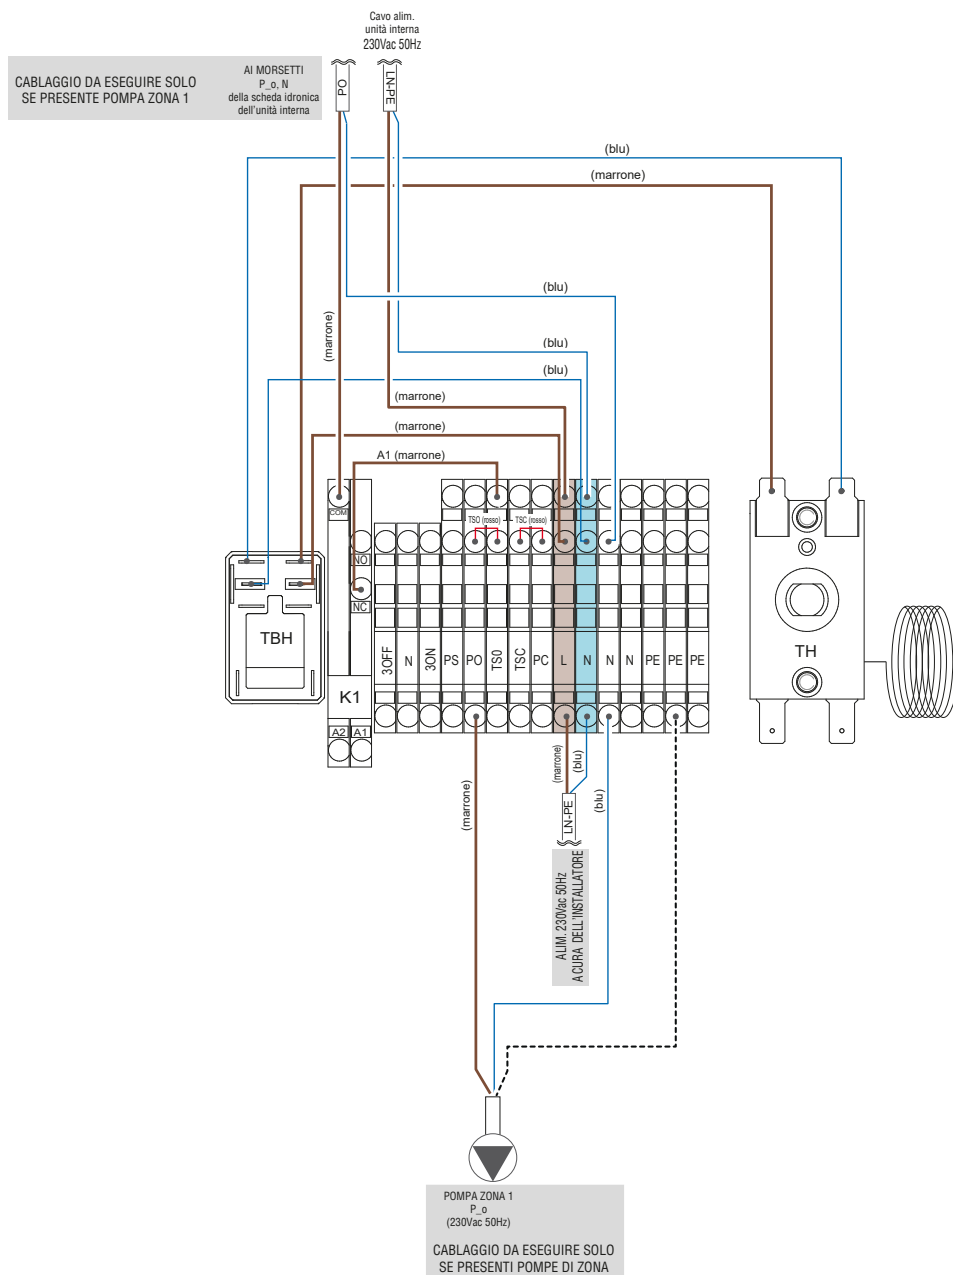 Cavo alim.
unità interna
230Vac 50Hz
CABLAGGIO DA ESEGUIRE SOLO
SE PRESENTE POMPA ZONA 1
AI MORSETTI
P_o, N
della scheda idronica
dell'unità interna
PO
LN-PE
(blu)
(marrone)
(blu)
(marrone)
(blu)
(blu)
(marrone)
(marrone)
A1 (marrone)
COM
TSO (rosso)
TSC (rosso)
NO
NC
TBH
3OFF
N
3ON
PS
PO
TS0
TSC
PC
L
N
N
N
PE
PE
PE
TH
K1
A2
A1
(marrone)
(marrone)
(blu)
(blu)
LN-PE
ALIM. 230Vac 50Hz
A CURA DELL'INSTALLATORE
POMPA ZONA 1
P_o
(230Vac 50Hz)
CABLAGGIO DA ESEGUIRE SOLO
SE PRESENTI POMPE DI ZONA